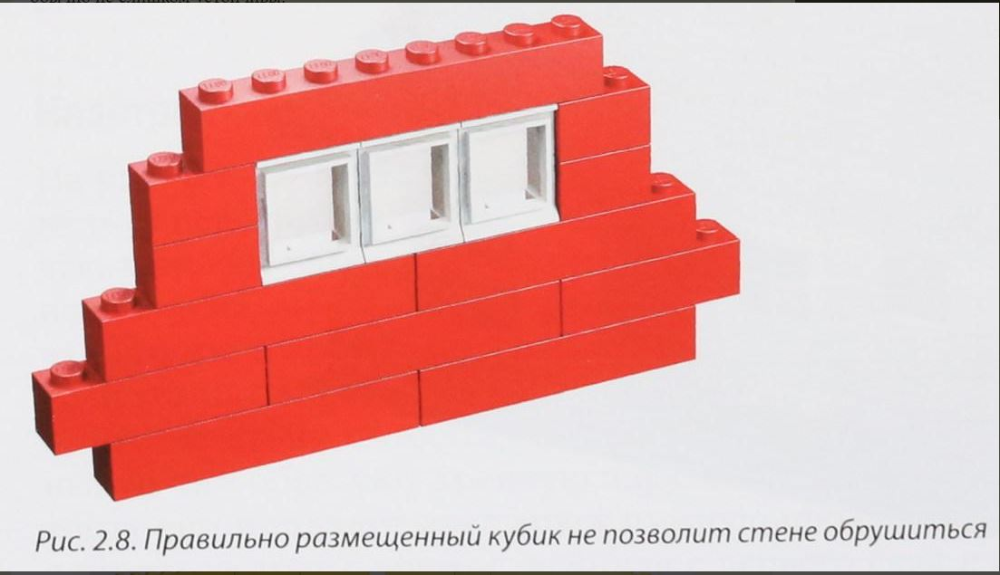 Рис. 2.8. Правильно размещенный кубик не позволит стене обрушиться